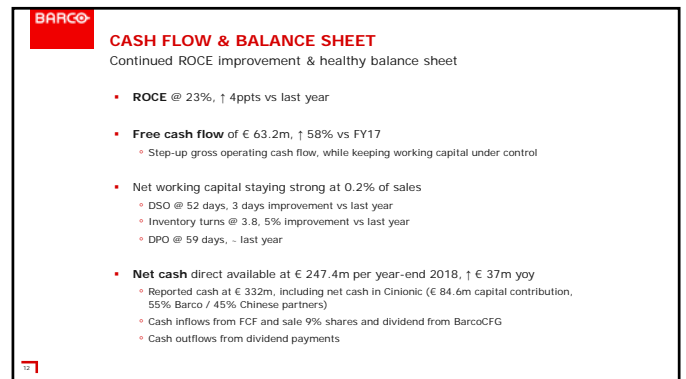 BARCO
CASH FLOW & BALANCE SHEET
Continued ROCE improvement & healthy balance sheet
▪ ROCE @ 23%, ↑ 4ppts vs last year
▪ Free cash flow of € 63.2m, ↑ 58% vs FY17
° Step-up gross operating cash flow, while keeping working capital under control
▪ Net working capital staying strong at 0.2% of sales
° DSO @ 52 days, 3 days improvement vs last year
° Inventory turns @ 3.8, 5% improvement vs last year
° DPO @ 59 days, ~ last year
▪ Net cash direct available at € 247.4m per year-end 2018, ↑ € 37m yoy
° Reported cash at € 332m, including net cash in Cinionic (€ 84.6m capital contribution,
55% Barco / 45% Chinese partners)
° Cash inflows from FCF and sale 9% shares and dividend from BarcoCFG
° Cash outflows from dividend payments
12